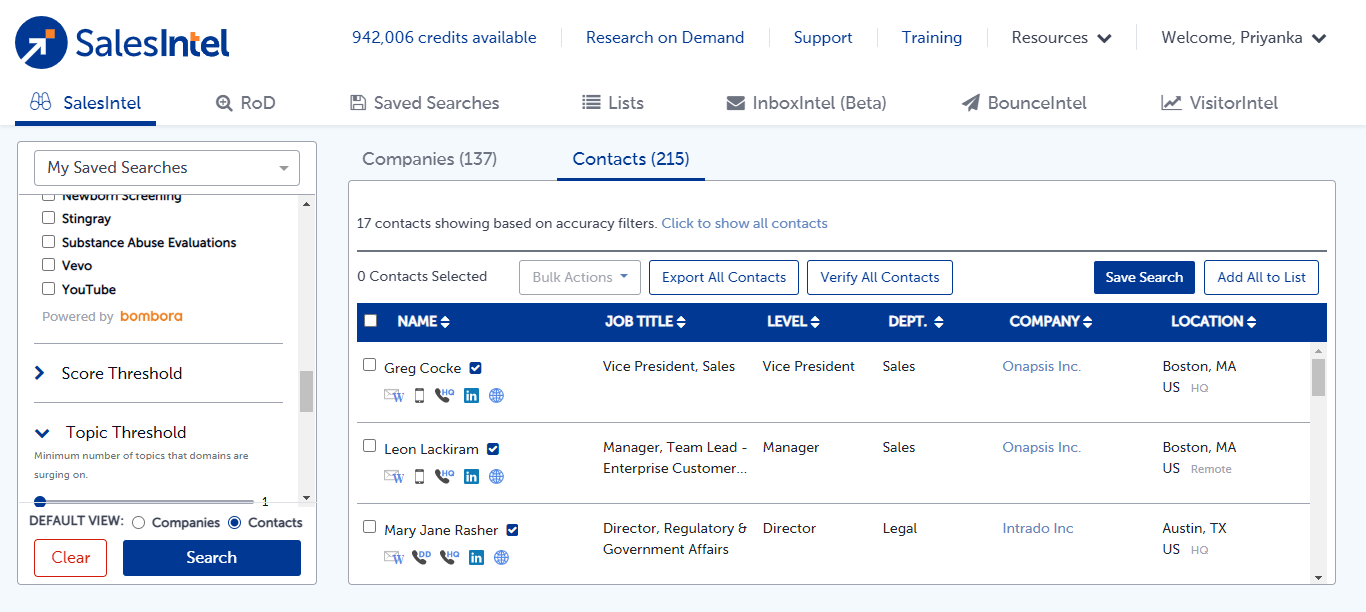 SalesIntel
942,006 credits available
Research on Demand
Support
Training
Resources
Welcome, Priyanka
SalesIntel
RoD
Saved Searches
Lists
InboxIntel (Beta)
BounceIntel
VisitorIntel
My Saved Searches
Newborn Screening
Stingray
Substance Abuse Evaluations
Vevo
YouTube
Powered by bombora
Score Threshold
Topic Threshold
Minimum number of topics that domains are
surging on.
1
DEFAULT VIEW: Companies Contacts
Clear
Search
Companies (137)
Contacts (215)
17 contacts showing based on accuracy filters. Click to show all contacts
0 Contacts Selected
Bulk Actions
Export All Contacts
Verify All Contacts
Save Search
Add All to List
NAME JOB TITLE LEVEL DEPT. COMPANY LOCATION
Greg Cocke Vice President, Sales Vice President Sales Onapsis Inc. Boston, MA
US HQ
W HQ in
Leon Lackiram Manager, Team Lead - Manager Sales Onapsis Inc. Boston, MA
Enterprise Customer... US Remote
W HQ in
Mary Jane Rasher Director, Regulatory & Director Legal Intrado Inc Austin, TX
Government Affairs US HQ
W DD HQ in